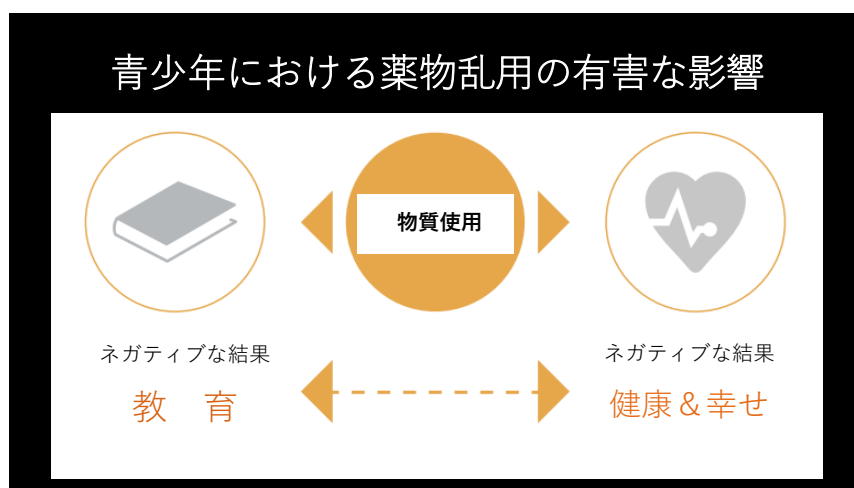 青少年における薬物乱用の有害な影響
物質使用
ネガティブな結果
教　育
ネガティブな結果
健康＆幸せ